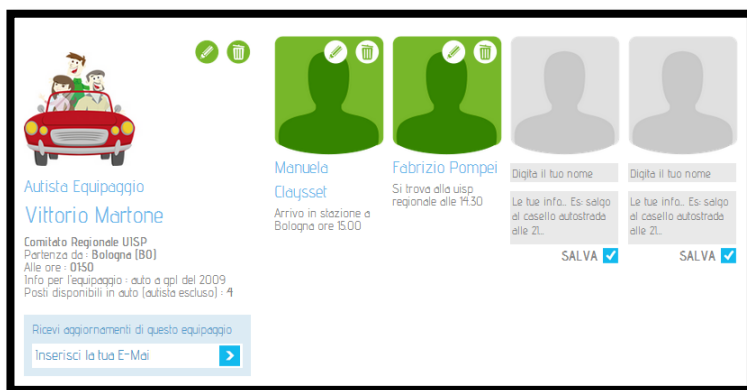 Autista Equipaggio
Vittorio Martone
Comitato Regionale UISP
Partenza da : Bologna (BO)
Alle ore : 0150
Info per l'equipaggio : auto a gpl del 2009
Posti disponibili in auto (autista escluso) : 4
Ricevi aggiornamenti di questo equipaggio
Inserisci la tua E-Mai
Manuela
Claysset
Arrivo in stazione a
Bologna ore 15.00
Fabrizio Pompei
Si trova alla uisp
regionale alle 14.30
Digita il tuo nome
Le tue info.. Es: salgo
al casello autostrada
alle 21..
SALVA
Digita il tuo nome
Le tue info.. Es: salgo
al casello autostrada
alle 21..
SALVA